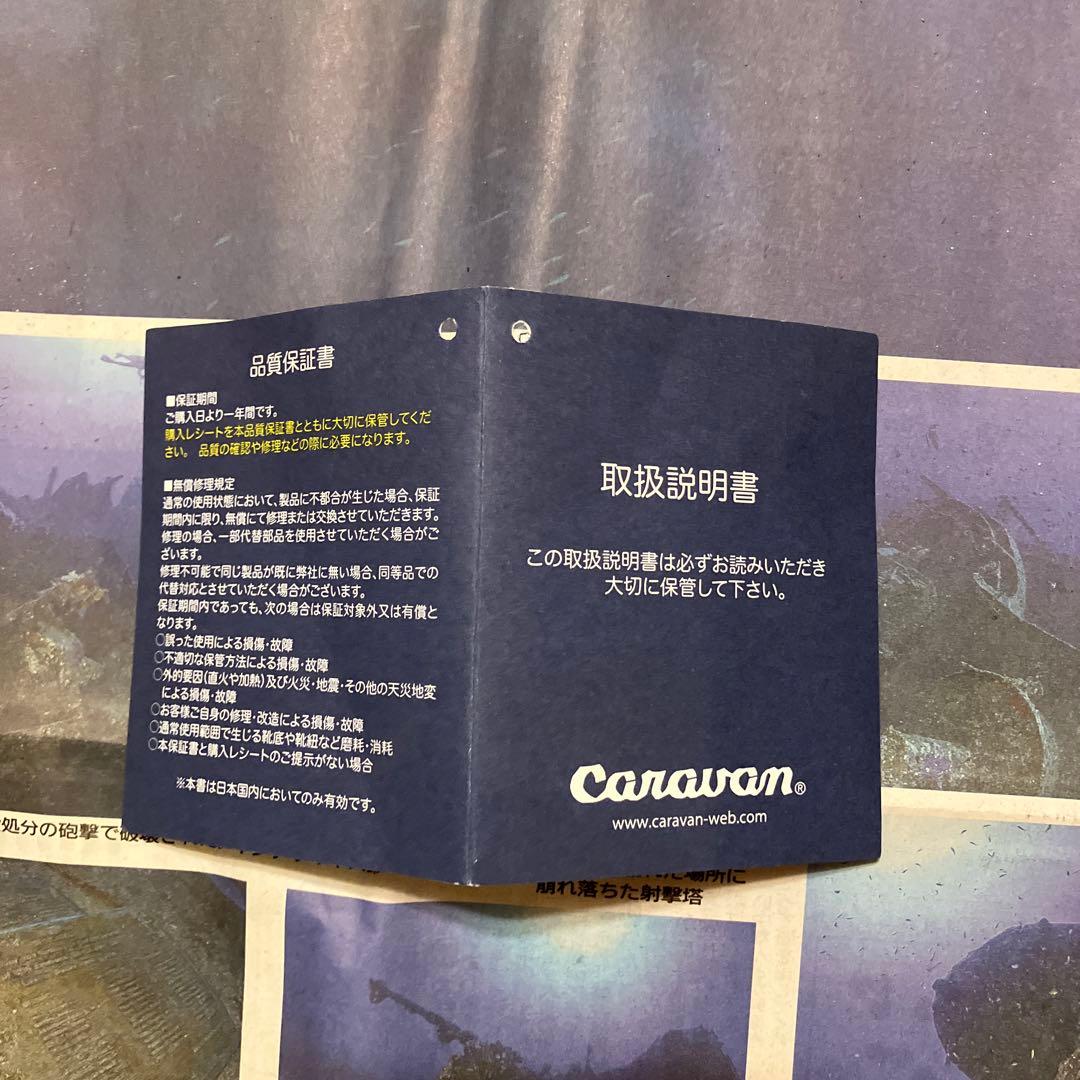 品質保証書
■保証期間
ご購入日より一年間です。
購入レシートを本品質保証書とともに大切に保管してくだ
さい。 品質の確認や修理などの際に必要になります。
■無償修理規定
通常の使用状態において、製品に不都合が生じた場合、保証
期間内に限り、無償にて修理または交換させていただきます。
修理の場合、一部代替部品を使用させていただく場合がご
ざいます。
修理不可能で同じ製品が既に弊社に無い場合、同等品での
代替対応とさせていただく場合がございます。
保証期間内であっても、次の場合は保証対象外又は有償と
なります。
○誤った使用による損傷・故障
○不適切な保管方法による損傷・故障
○外的要因(直火や加熱)及び火災・地震・その他の天災地変
による損傷・故障
○お客様ご自身の修理・改造による損傷・故障
○通常使用範囲で生じる靴底や靴紐など磨耗・消耗
○本保証書と購入レシートのご提示がない場合
※本書は日本国内においてのみ有効です。
取扱説明書
この取扱説明書は必ずお読みいただき
大切に保管して下さい。
Caravan®
www.caravan-web.com
処分の砲撃で破壊
場所に
崩れ落ちた射撃塔